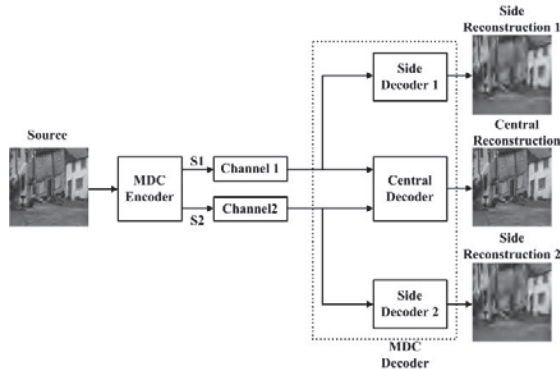 Side
Reconstruction 1
Side
Decoder 1
Source
S1
Channel 1
MDC
Encoder
S2
Channel2
Central
Decoder
Central
Reconstruction
Side
Reconstruction 2
Side
Decoder 2
MDC
Decoder